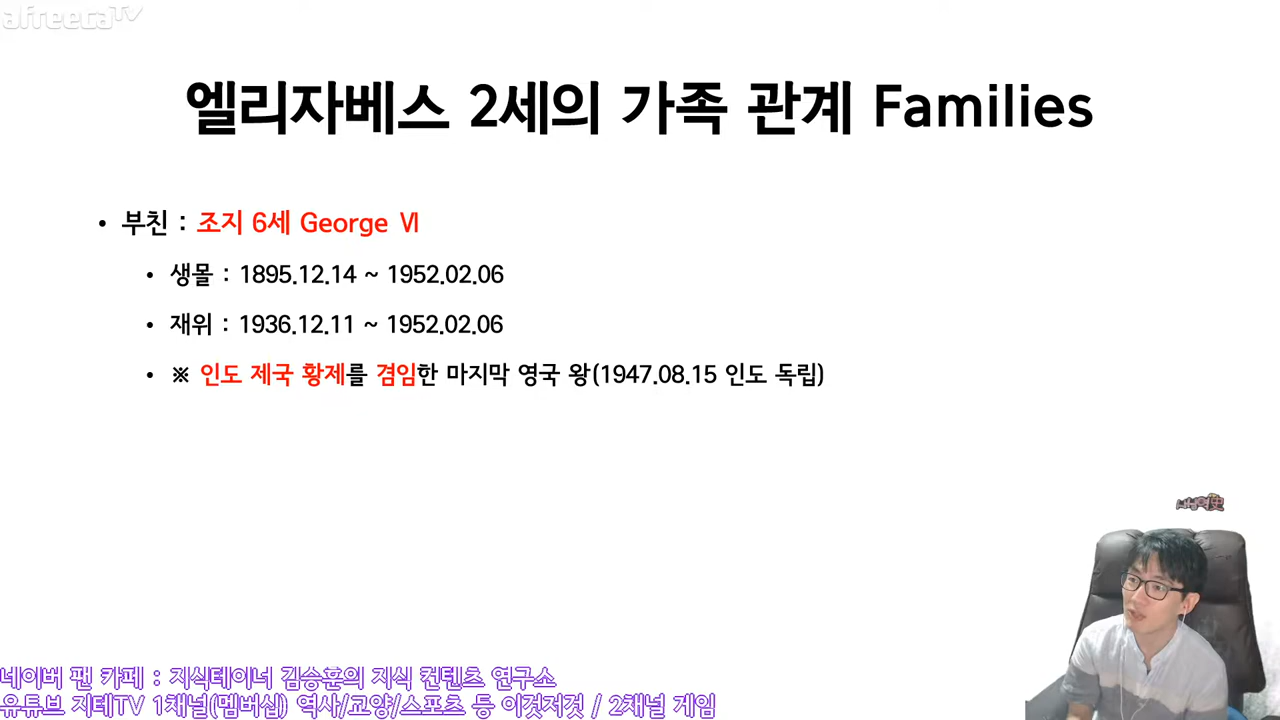 afreecaTV
엘리자베스 2세의 가족 관계 Families
• 부친 : 조지 6세 George Ⅵ
• 생몰 : 1895.12.14 ~ 1952.02.06
• 재위 : 1936.12.11 ~ 1952.02.06
• ※ 인도 제국 황제를 겸임한 마지막 영국 왕(1947.08.15 인도 독립)
네이버 팬 카페 : 지식테이너 김승훈의 지식 컨텐츠 연구소
유튜브 지테TV 1채널(멤버십) 역사/교양/스포츠 등 이것저것 / 2채널 게임